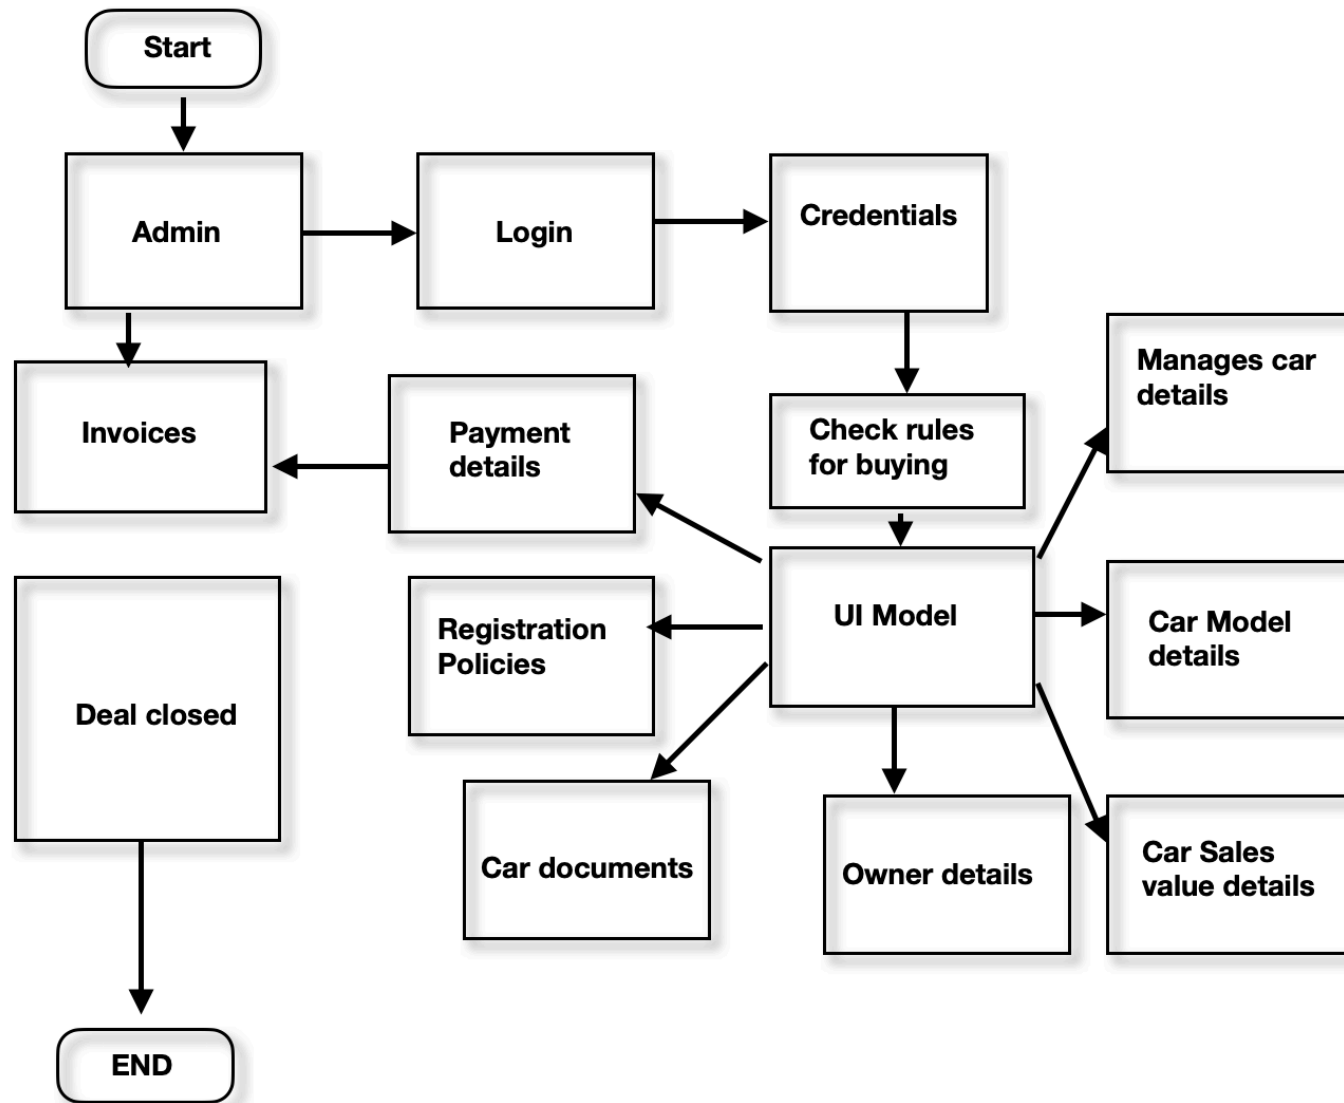 Start
Admin
Login
Credentials
Invoices
Payment
details
Check rules
for buying
Manages car
details
Registration
Policies
UI Model
Car Model
details
Deal closed
Car documents
Owner details
Car Sales
value details
END